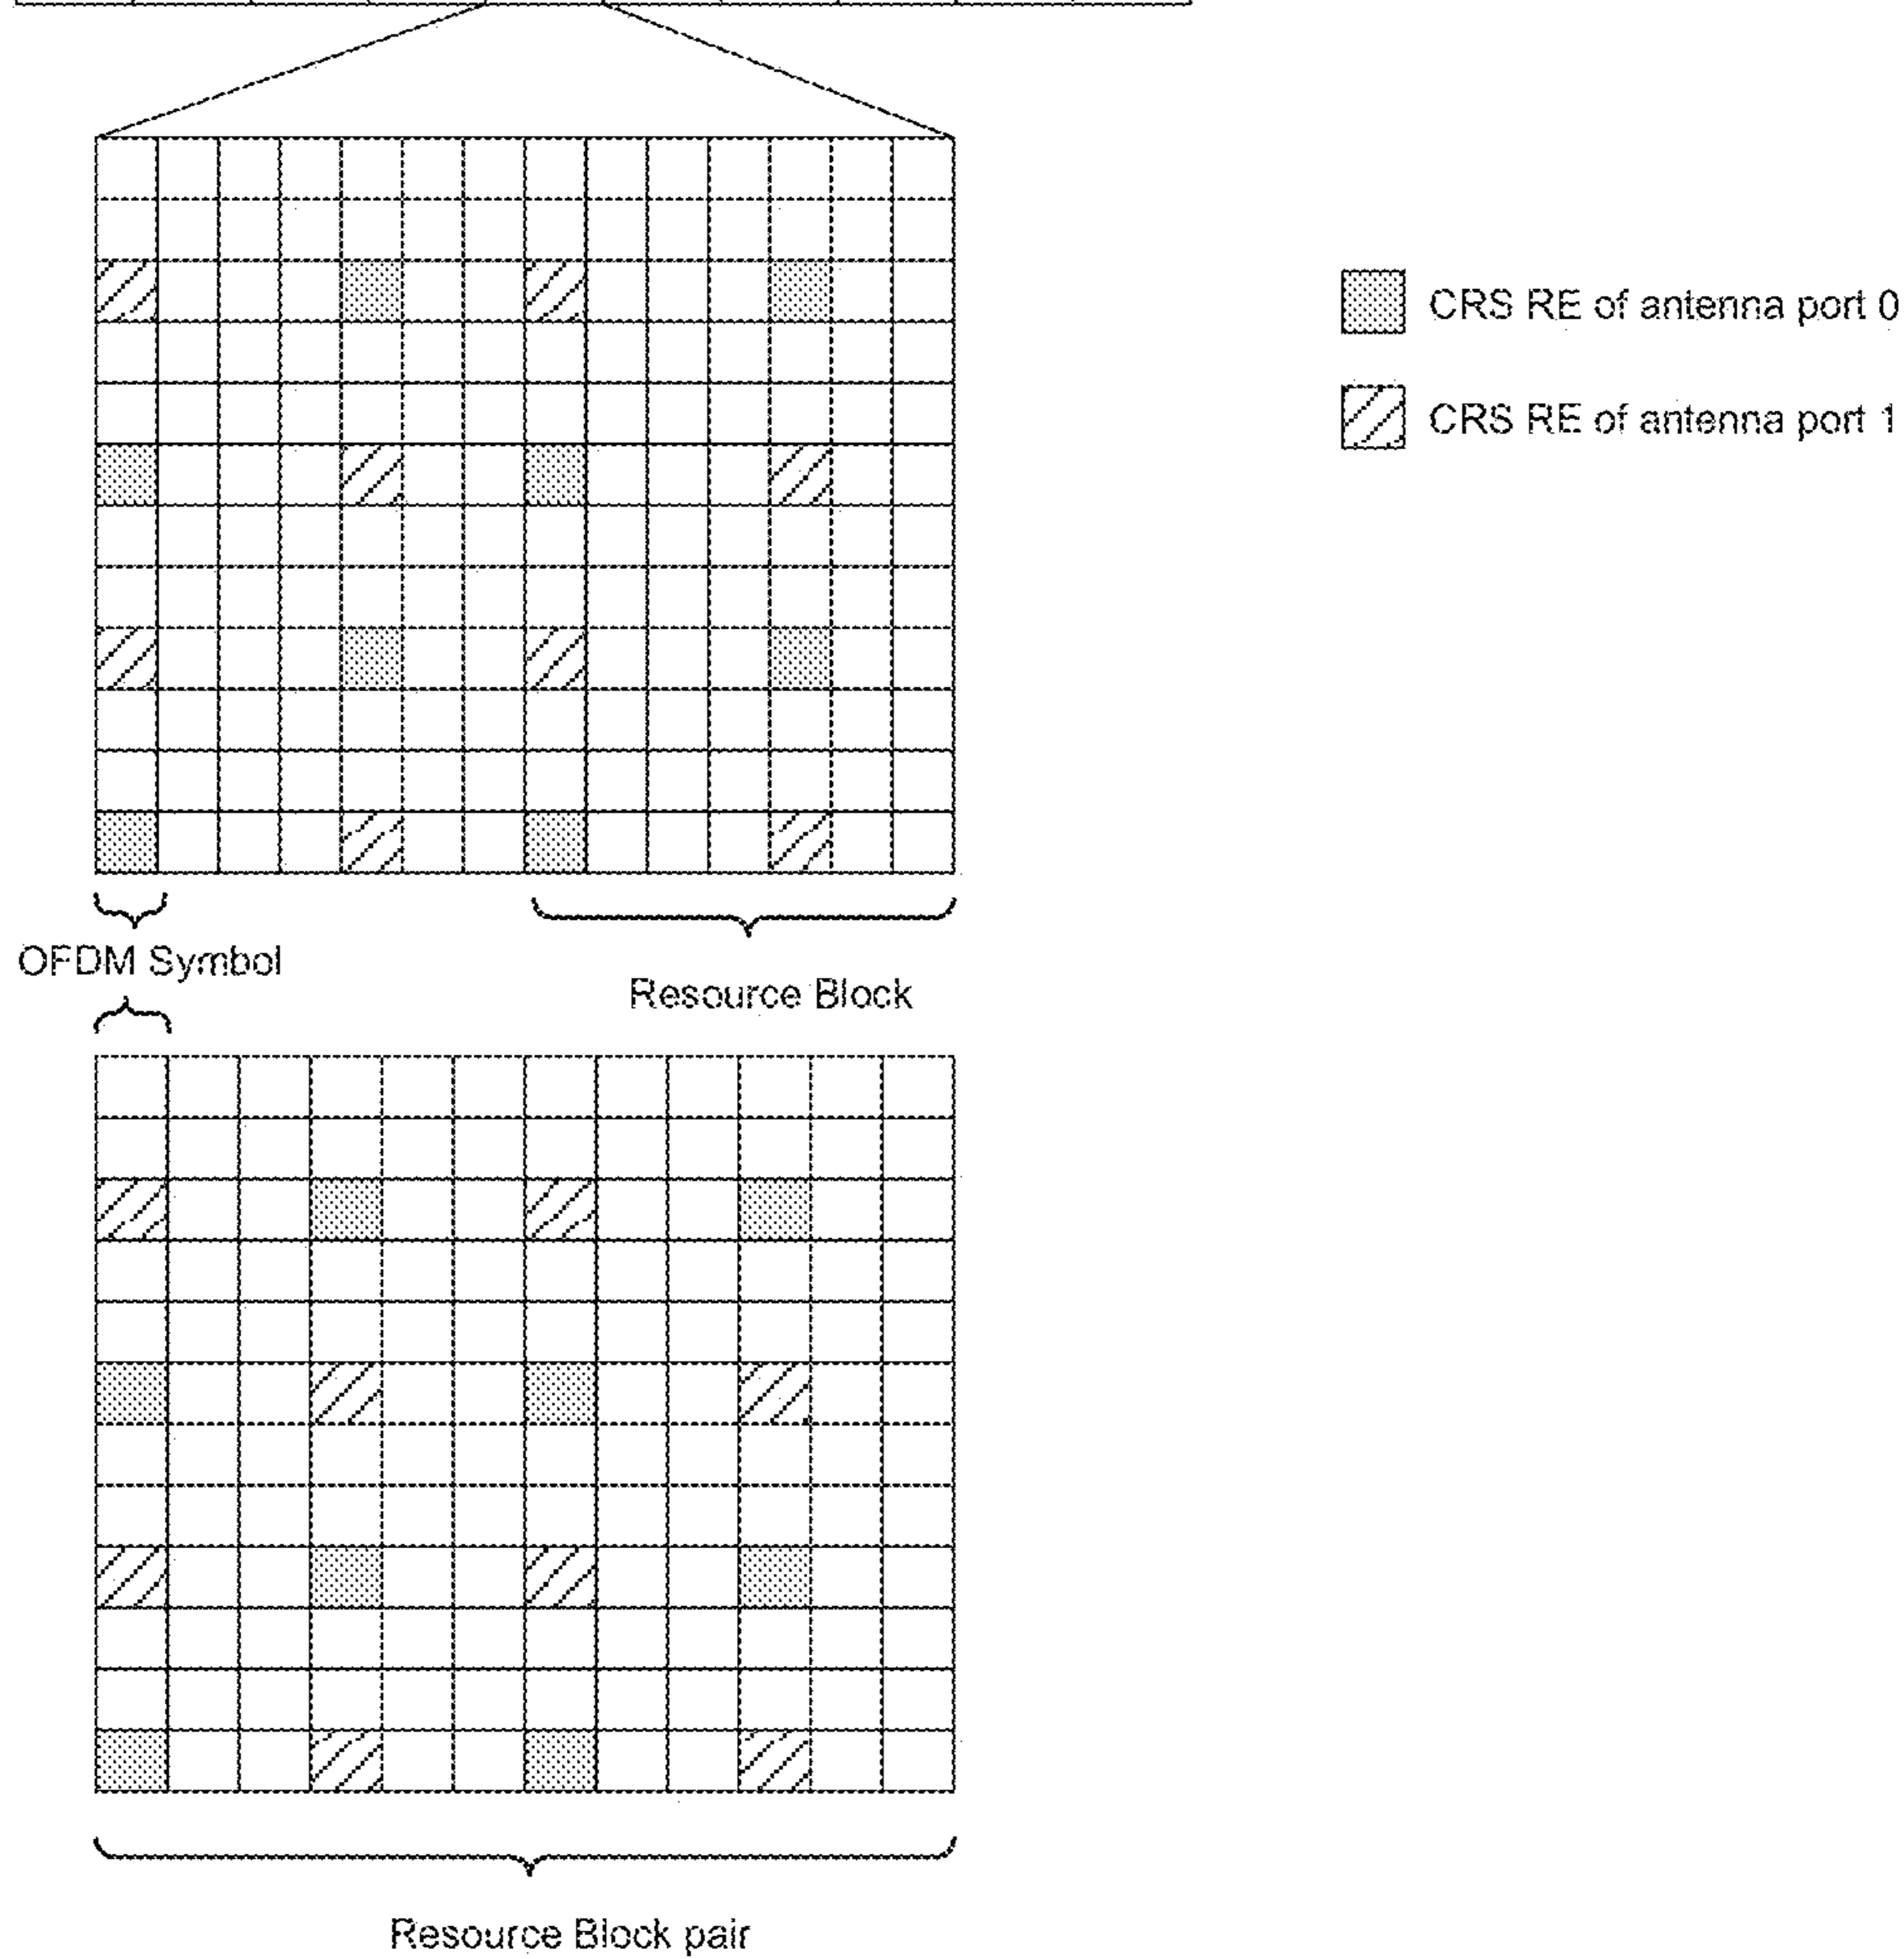 CRS RE of antenna port 0
CRS RE of antenna port 1
OFDM Symbol
Resource Block
Resource Block pair